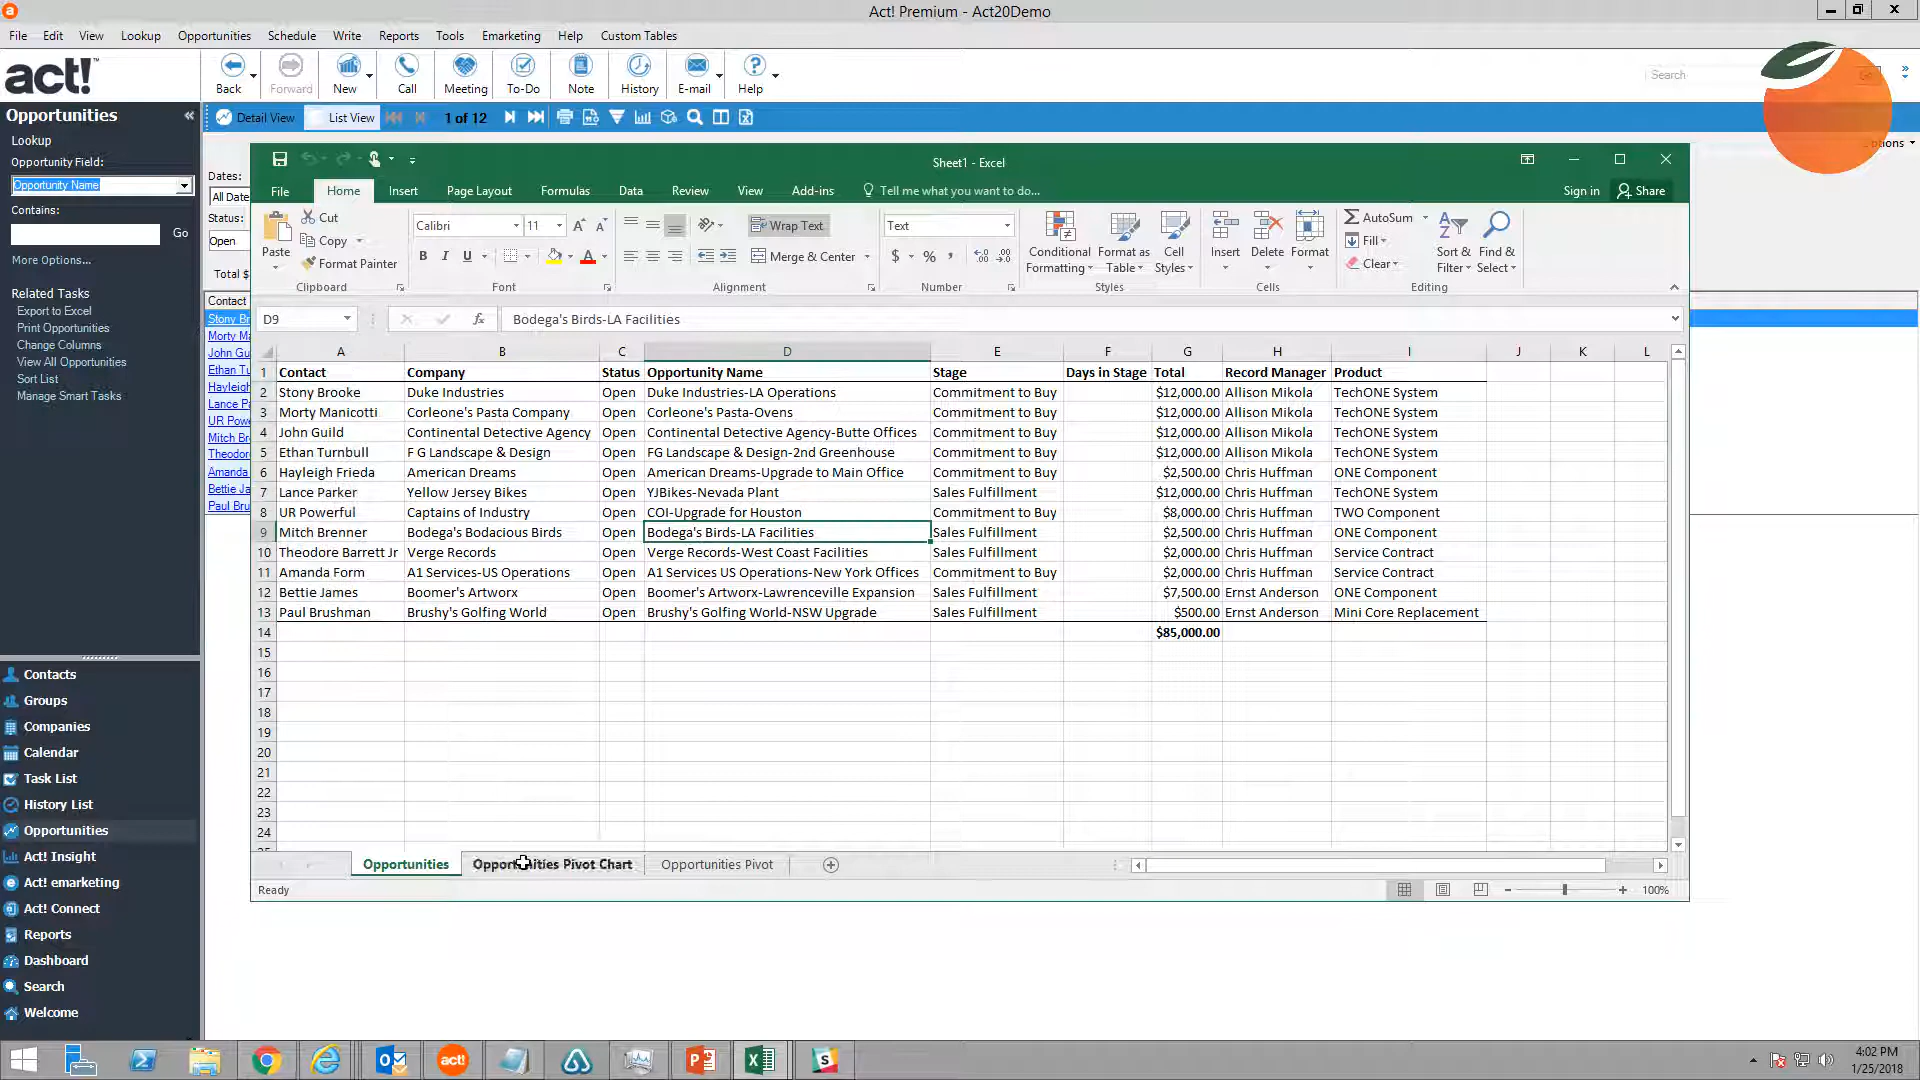 Act! Premium - Act20Demo
File Edit View Lookup Opportunities Schedule Write Reports Tools Emarketing Help Custom Tables
act!
Back Forward New Call Meeting To-Do Note History E-mail Help
Search
Opportunities
Detail View List View 1 of 12
Lookup
Opportunity Field:
Opportunity Name
Contains:
Go
More Options...
Related Tasks
Export to Excel
Print Opportunities
Change Columns
View All Opportunities
Sort List
Manage Smart Tasks
Contacts
Groups
Companies
Calendar
Task List
History List
Opportunities
Act! Insight
Act! emarketing
Act! Connect
Reports
Dashboard
Search
Welcome
Dates:
All Date
Status:
Open
Total $
Contact
Stony Br
Morty Ma
John Gu
Ethan Tu
Hayleigh
Lance P
UR Powe
Mitch Br
Theodor
Amanda
Bettie Ja
Paul Bru
Sheet1 - Excel
File Home Insert Page Layout Formulas Data Review View Add-ins Tell me what you want to do... Sign in Share
Paste Cut Copy Format Painter Clipboard
Calibri 11 B I U Font
Wrap Text Merge & Center Alignment
Text $ % Number
Conditional Formatting Format as Table Cell Styles Styles
Insert Delete Format Cells
AutoSum Fill Clear Sort & Filter Find & Select Editing
D9 fx Bodega's Birds-LA Facilities
A B C D E F G H I J K L
1 Contact Company Status Opportunity Name Stage Days in Stage Total Record Manager Product
2 Stony Brooke Duke Industries Open Duke Industries-LA Operations Commitment to Buy $12,000.00 Allison Mikola TechONE System
3 Morty Manicotti Corleone's Pasta Company Open Corleone's Pasta-Ovens Commitment to Buy $12,000.00 Allison Mikola TechONE System
4 John Guild Continental Detective Agency Open Continental Detective Agency-Butte Offices Commitment to Buy $12,000.00 Allison Mikola TechONE System
5 Ethan Turnbull F G Landscape & Design Open FG Landscape & Design-2nd Greenhouse Commitment to Buy $12,000.00 Allison Mikola TechONE System
6 Hayleigh Frieda American Dreams Open American Dreams-Upgrade to Main Office Commitment to Buy $2,500.00 Chris Huffman ONE Component
7 Lance Parker Yellow Jersey Bikes Open YJBikes-Nevada Plant Sales Fulfillment $12,000.00 Chris Huffman TechONE System
8 UR Powerful Captains of Industry Open COI-Upgrade for Houston Commitment to Buy $8,000.00 Chris Huffman TWO Component
9 Mitch Brenner Bodega's Bodacious Birds Open Bodega's Birds-LA Facilities Sales Fulfillment $2,500.00 Chris Huffman ONE Component
10 Theodore Barrett Jr Verge Records Open Verge Records-West Coast Facilities Sales Fulfillment $2,000.00 Chris Huffman Service Contract
11 Amanda Form A1 Services-US Operations Open A1 Services US Operations-New York Offices Commitment to Buy $2,000.00 Chris Huffman Service Contract
12 Bettie James Boomer's Artworx Open Boomer's Artworx-Lawrenceville Expansion Sales Fulfillment $7,500.00 Ernst Anderson ONE Component
13 Paul Brushman Brushy's Golfing World Open Brushy's Golfing World-NSW Upgrade Sales Fulfillment $500.00 Ernst Anderson Mini Core Replacement
14 $85,000.00
15
16
17
18
19
20
21
22
23
24
Opportunities Opportunities Pivot Chart Opportunities Pivot
Ready 100%
4:02 PM
1/25/2018